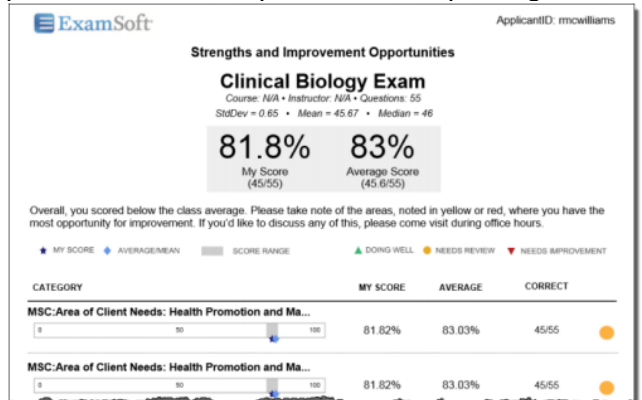 ExamSoft
ApplicantID: rmcwilliams
Strengths and Improvement Opportunities
Clinical Biology Exam
Course: N/A • Instructor: N/A • Questions: 55
StdDev = 0.65 • Mean = 45.67 • Median = 46
81.8% 83%
My Score Average Score
(45/55) (45.6/55)
Overall, you scored below the class average. Please take note of the areas, noted in yellow or red, where you have the
most opportunity for improvement. If you'd like to discuss any of this, please come visit during office hours.
MY SCORE AVERAGE/MEAN SCORE RANGE DOING WELL NEEDS REVIEW NEEDS IMPROVEMENT
CATEGORY MY SCORE AVERAGE CORRECT
MSC:Area of Client Needs: Health Promotion and Ma...
0 50 100 81.82% 83.03% 45/55
MSC:Area of Client Needs: Health Promotion and Ma...
0 50 100 81.82% 83.03% 45/55